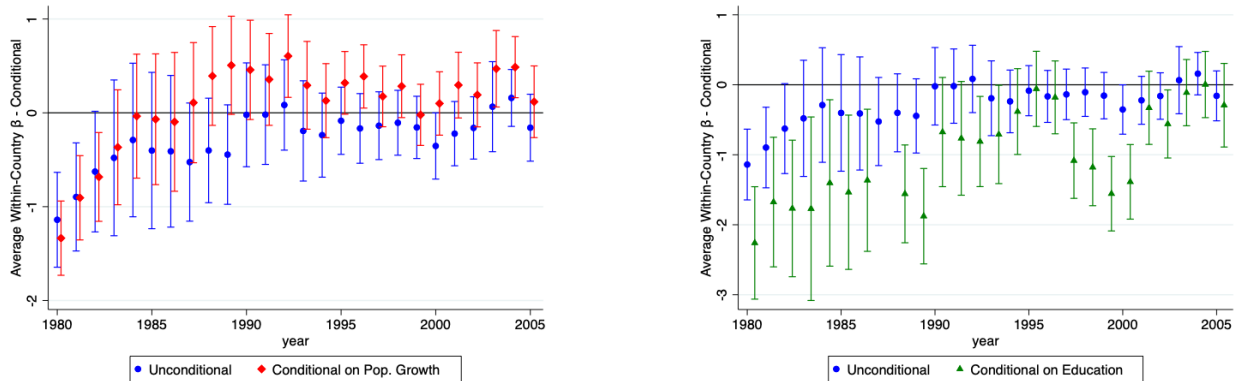 Average Within-Country β - Conditional
1
0
-1
-2
1980
1985
1990
1995
2000
2005
year
Unconditional
Conditional on Pop. Growth
Average Within-Country β - Conditional
1
0
-1
-2
-3
1980
1985
1990
1995
2000
2005
year
Unconditional
Conditional on Education